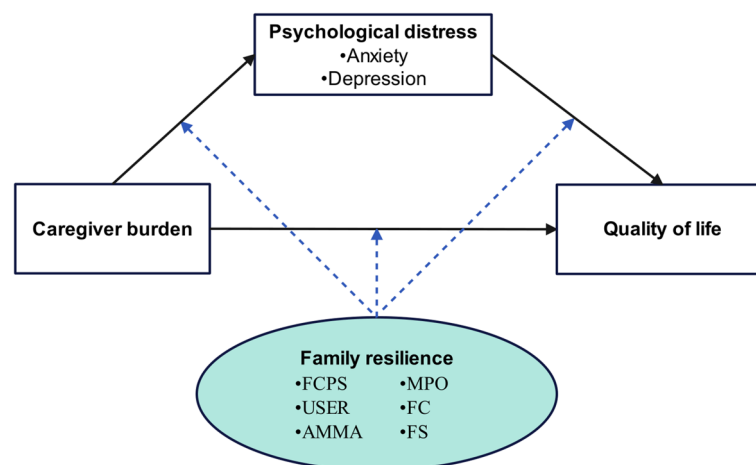 Psychological distress
•Anxiety
•Depression
Caregiver burden
Quality of life
Family resilience
•FCPS •MPO
•USER •FC
•AMMA •FS